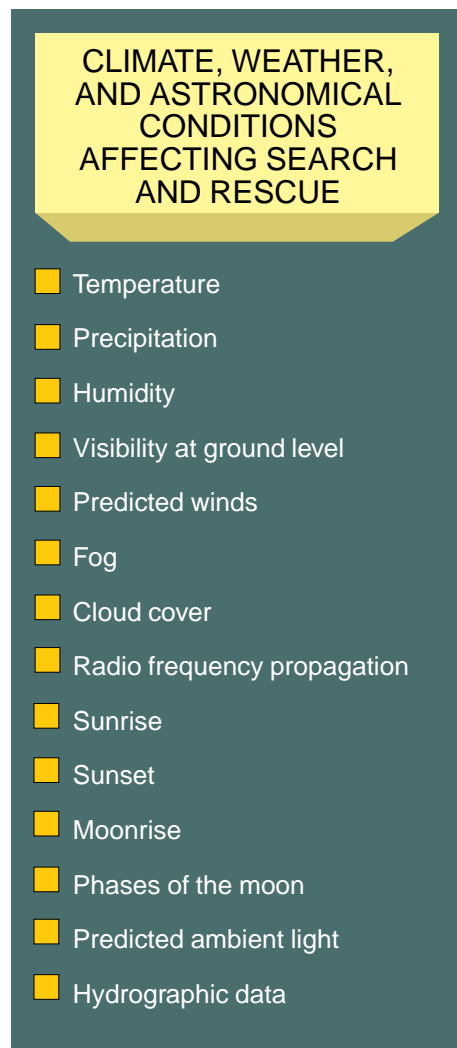 CLIMATE, WEATHER,
AND ASTRONOMICAL
CONDITIONS
AFFECTING SEARCH
AND RESCUE
Temperature
Precipitation
Humidity
Visibility at ground level
Predicted winds
Fog
Cloud cover
Radio frequency propagation
Sunrise
Sunset
Moonrise
Phases of the moon
Predicted ambient light
Hydrographic data